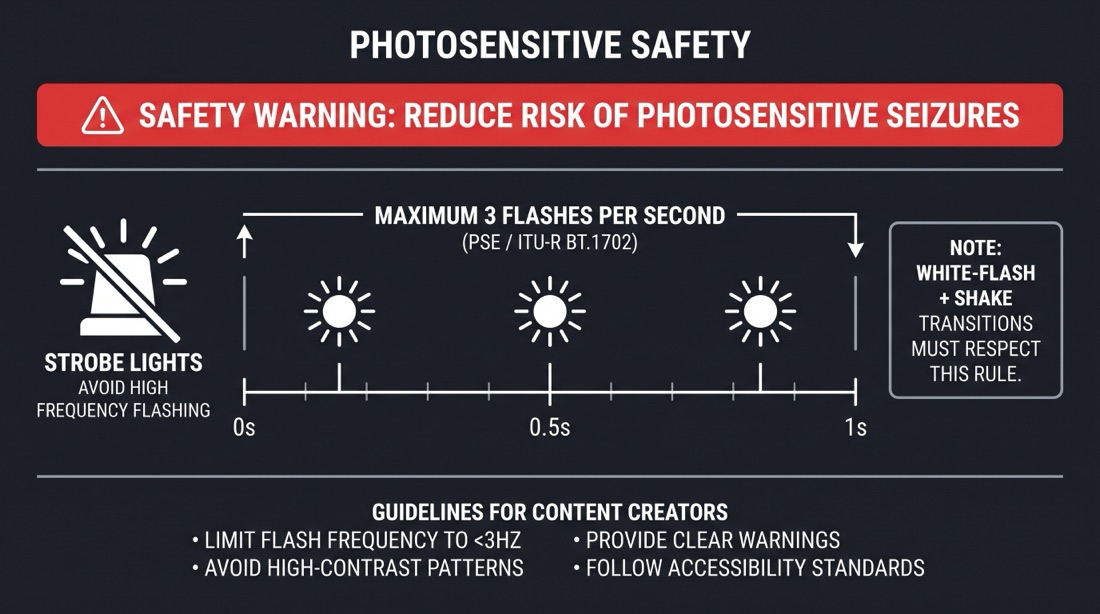 PHOTOSENSITIVE SAFETY
SAFETY WARNING: REDUCE RISK OF PHOTOSENSITIVE SEIZURES
MAXIMUM 3 FLASHES PER SECOND
(PSE / ITU-R BT.1702)
STROBE LIGHTS
AVOID HIGH
FREQUENCY FLASHING
0s
0.5s
1s
NOTE:
WHITE-FLASH
+ SHAKE
TRANSITIONS
MUST RESPECT
THIS RULE.
GUIDELINES FOR CONTENT CREATORS
• LIMIT FLASH FREQUENCY TO <3HZ
• AVOID HIGH-CONTRAST PATTERNS
• PROVIDE CLEAR WARNINGS
• FOLLOW ACCESSIBILITY STANDARDS